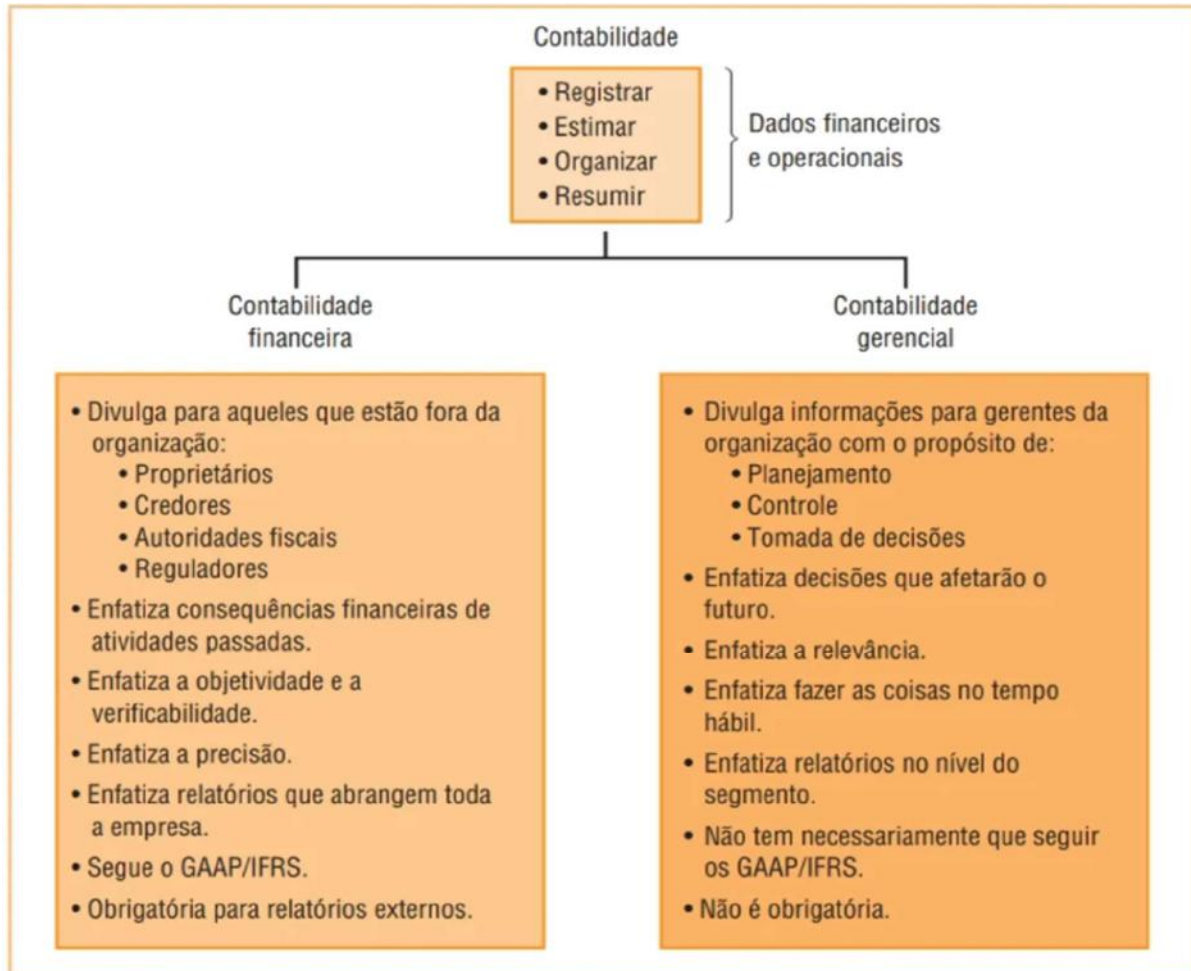 Contabilidade
• Registrar
• Estimar
• Organizar
• Resumir
Dados financeiros
e operacionais
Contabilidade
financeira
• Divulga para aqueles que estão fora da
organização:
• Proprietários
• Credores
• Autoridades fiscais
• Reguladores
• Enfatiza consequências financeiras de
atividades passadas.
• Enfatiza a objetividade e a
verificabilidade.
• Enfatiza a precisão.
• Enfatiza relatórios que abrangem toda
a empresa.
• Segue o GAAP/IFRS.
• Obrigatória para relatórios externos.
Contabilidade
gerencial
• Divulga informações para gerentes da
organização com o propósito de:
• Planejamento
• Controle
• Tomada de decisões
• Enfatiza decisões que afetarão o
futuro.
• Enfatiza a relevância.
• Enfatiza fazer as coisas no tempo
hábil.
• Enfatiza relatórios no nível do
segmento.
• Não tem necessariamente que seguir
os GAAP/IFRS.
• Não é obrigatória.